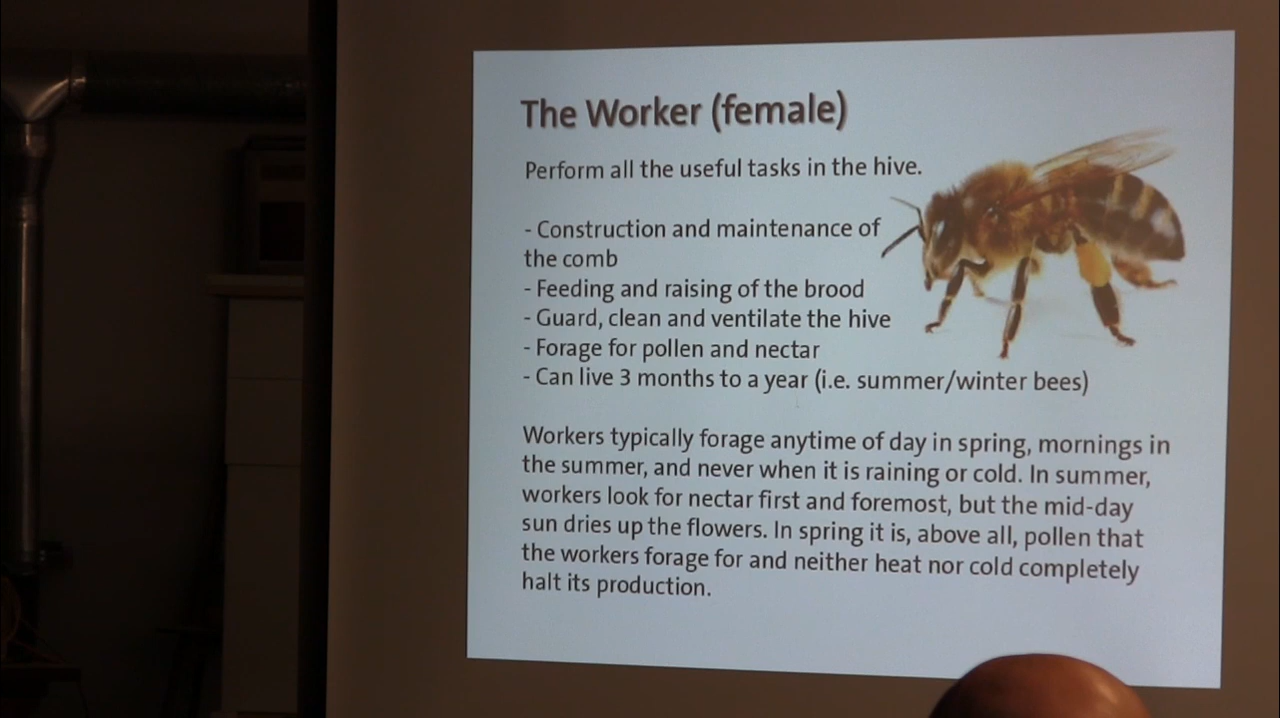 The Worker (female)
Perform all the useful tasks in the hive.
- Construction and maintenance of
the comb
- Feeding and raising of the brood
- Guard, clean and ventilate the hive
- Forage for pollen and nectar
- Can live 3 months to a year (i.e. summer/winter bees)
Workers typically forage anytime of day in spring, mornings in
the summer, and never when it is raining or cold. In summer,
workers look for nectar first and foremost, but the mid-day
sun dries up the flowers. In spring it is, above all, pollen that
the workers forage for and neither heat nor cold completely
halt its production.